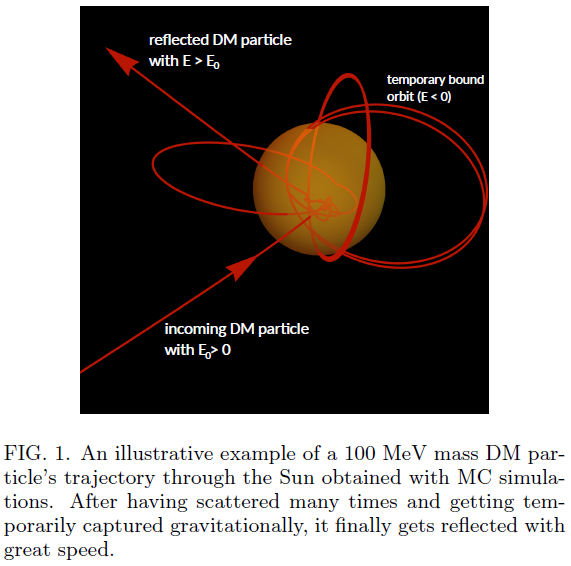 reflected DM particle
with E > E₀
temporary bound
orbit (E < 0)
incoming DM particle
with E₀> 0
FIG. 1. An illustrative example of a 100 MeV mass DM par-
ticle's trajectory through the Sun obtained with MC simula-
tions. After having scattered many times and getting tem-
porarily captured gravitationally, it finally gets reflected with
great speed.